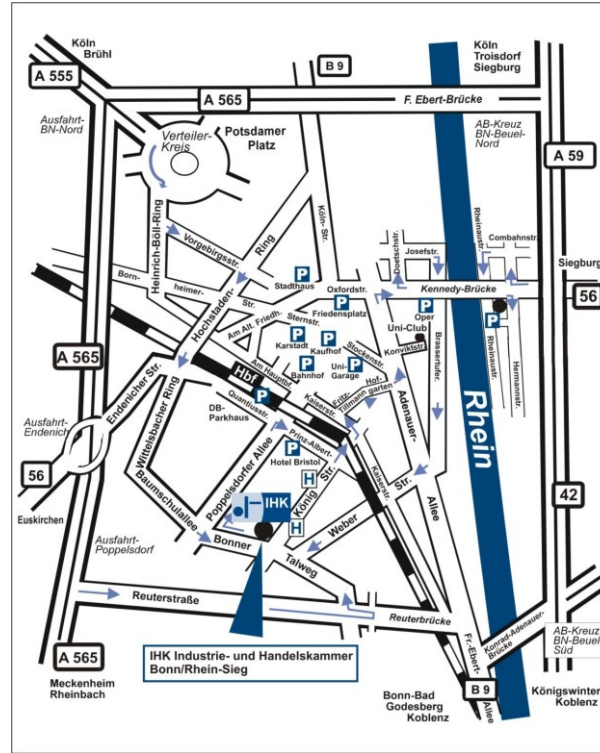 Köln
Brühl
A 555
A 565
B 9
Köln
Troisdorf
Siegburg
F. Ebert-Brücke
Ausfahrt-
BN-Nord
Verteiler-
Kreis
Potsdamer
Platz
AB-Kreuz
BN-Beuel-
Nord
A 59
Heinrich-Böll-Ring
Vorgebirgsstr.
Ring
Hochstaden-
Köln- Str.
Doetschstr.
Josefstr.
Rheinaustr.
Combahnstr.
Siegburg
56
Born-
heimer-
Str.
P
Stadthaus
Oxfordstr.
P
Friedensplatz
Kennedy-Brücke
P
Oper
Uni-Club
P
Am Alt. Friedh.
Sternstr.
P
Karstadt
P
Kaufhof
Stockenstr.
Konviktstr.
Brassertufer.
Rheinaustr.
Hermannstr.
A 565
Endenicher Str.
Am Hauptbf.
P
Bahnhof
P
Uni-
Garage
Hbf
P
Quantiusstr.
DB-
Parkhaus
Kaiserstr.
Fritz-
Tillmann
Hof-
garten
Adenauer-
Allee
Rhein
Ausfahrt-
Endenich
56
Euskirchen
Wittelsbacher Ring
Baumschulallee
Poppelsdorfer Allee
Prinz-Albert-
P
Hotel Bristol
H
König
Str.
Kaiserstr.
IHK
H
Weber
Str.
42
Ausfahrt-
Poppelsdorf
Bonner
Talweg
Reuterstraße
Reuterbrücke
Fr.-Ebert-
Allee
Konrad-Adenauer-
Brücke
AB-Kreuz
BN-Beuel-
Süd
IHK Industrie- und Handelskammer
Bonn/Rhein-Sieg
A 565
Meckenheim
Rheinbach
Bonn-Bad
Godesberg
Koblenz
B 9
Königswinter
Koblenz